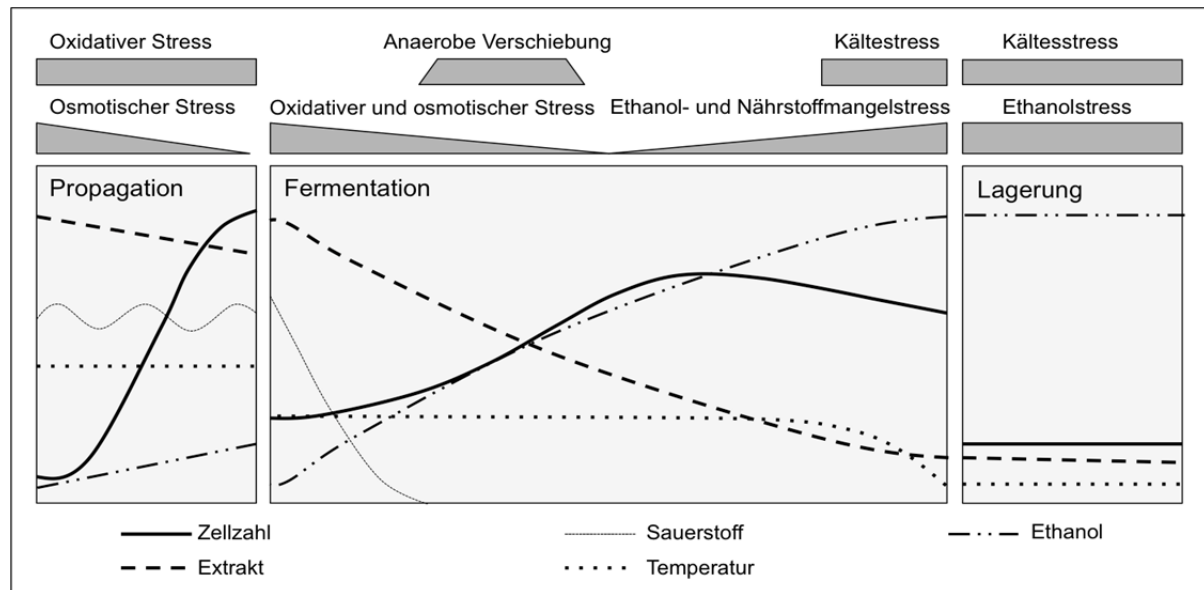 Oxidativer Stress
Anaerobe Verschiebung
Kältestress
Kältesstress
Osmotischer Stress
Oxidativer und osmotischer Stress
Ethanol- und Nährstoffmangelstress
Ethanolstress
Propagation
Fermentation
Lagerung
Zellzahl
Sauerstoff
Ethanol
Extrakt
Temperatur